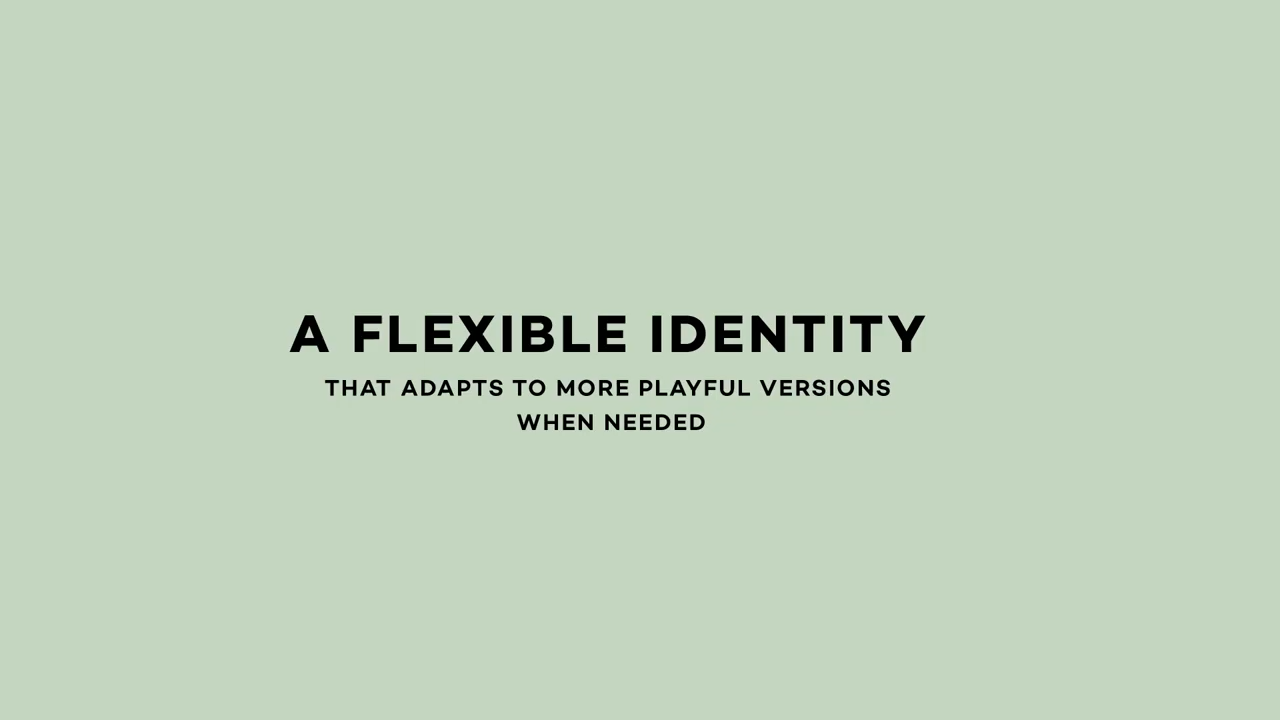 A FLEXIBLE IDENTITY
THAT ADAPTS TO MORE PLAYFUL VERSIONS
WHEN NEEDED